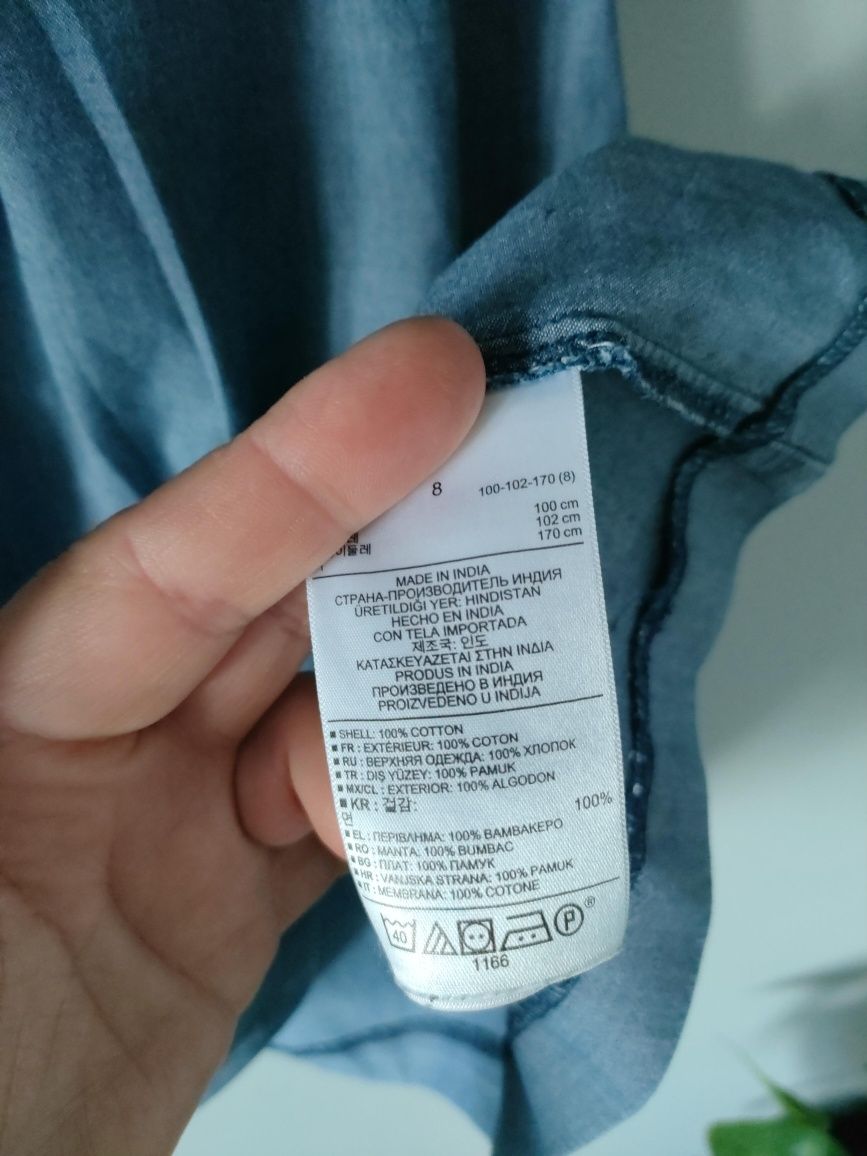 8 100-102-170 (8)
100 cm
102 cm
170 cm
MADE IN INDIA
СТРАНА-ПРОИЗВОДИТЕЛЬ ИНДИЯ
ÜRETILDIĞI YER: HINDISTAN
HECHO EN INDIA
CON TELA IMPORTADA
제조국: 인도
ΚΑΤΑΣΚΕΥΑΖΕΤΑΙ ΣΤΗΝ ΙΝΔΙΑ
PRODUS IN INDIA
ПРОИЗВЕДЕНО В ИНДИЯ
PROIZVEDENO U INDIJA
▪ SHELL: 100% COTTON
▪ FR : EXTÉRIEUR: 100% COTON
▪ RU : ВЕРХНЯЯ ОДЕЖДА: 100% ХЛОПОК
▪ TR : DIŞ YÜZEY: 100% PAMUK
▪ MX/CL : EXTERIOR: 100% ALGODON
▪ KR : 겉감: 100%
면
▪ EL : ΠΕΡΙΒΛΗΜΑ: 100% ΒΑΜΒΑΚΕΡΟ
▪ RO : MANTA: 100% BUMBAC
▪ BG : ПЛАТ: 100% ПАМУК
▪ HR : VANJSKA STRANA: 100% PAMUK
▪ IT : MEMBRANA: 100% COTONE
40 P ®
1166